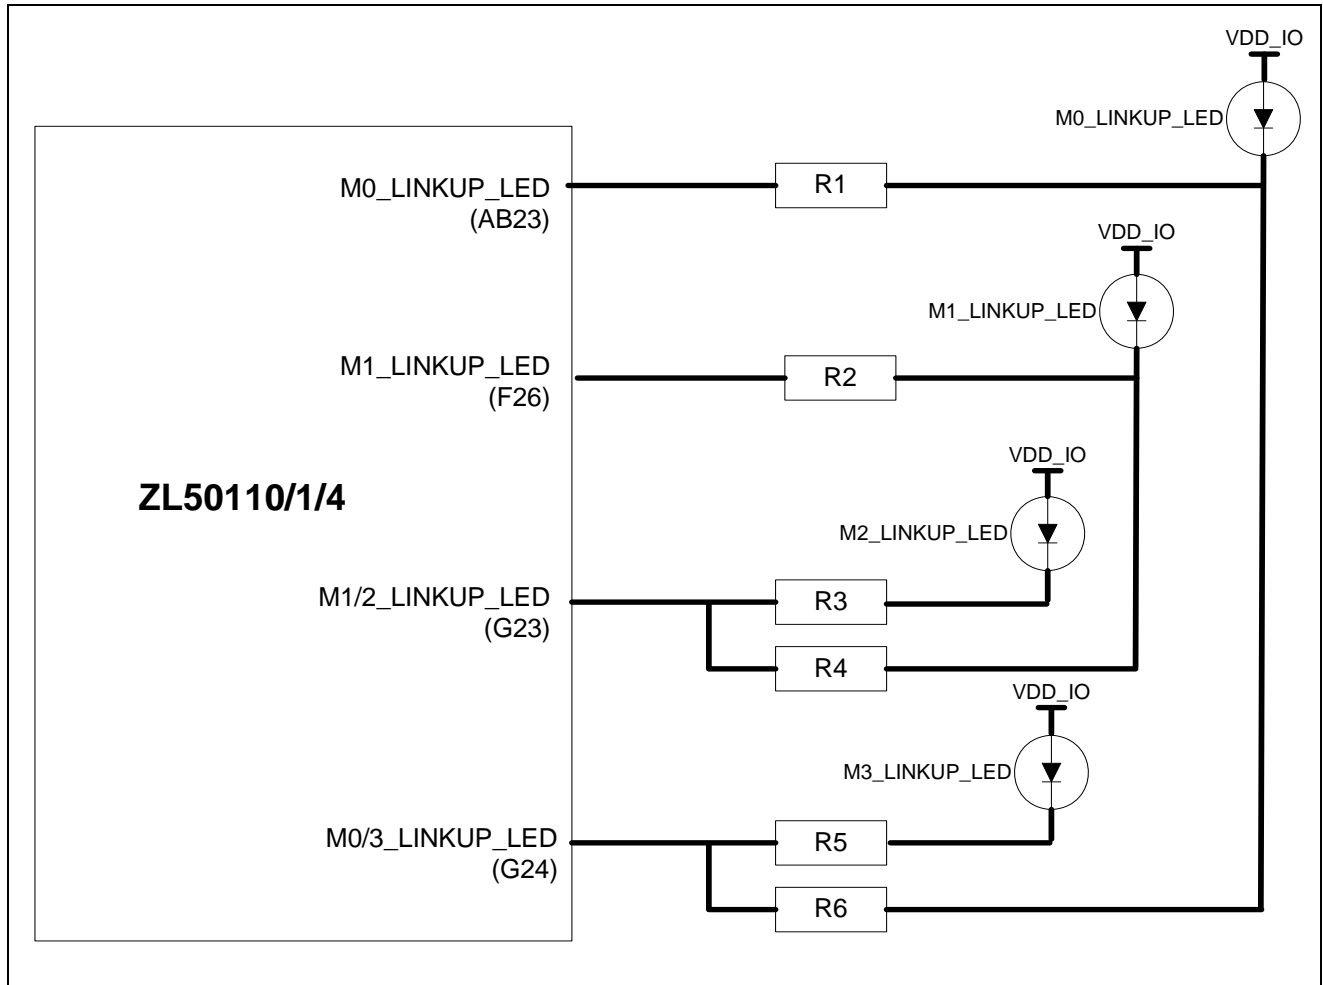 VDD_IO
M0_LINKUP_LED
M0_LINKUP_LED
(AB23)
R1
VDD_IO
M1_LINKUP_LED
M1_LINKUP_LED
(F26)
R2
VDD_IO
ZL50110/1/4
M2_LINKUP_LED
M1/2_LINKUP_LED
(G23)
R3
R4
VDD_IO
M3_LINKUP_LED
M0/3_LINKUP_LED
(G24)
R5
R6